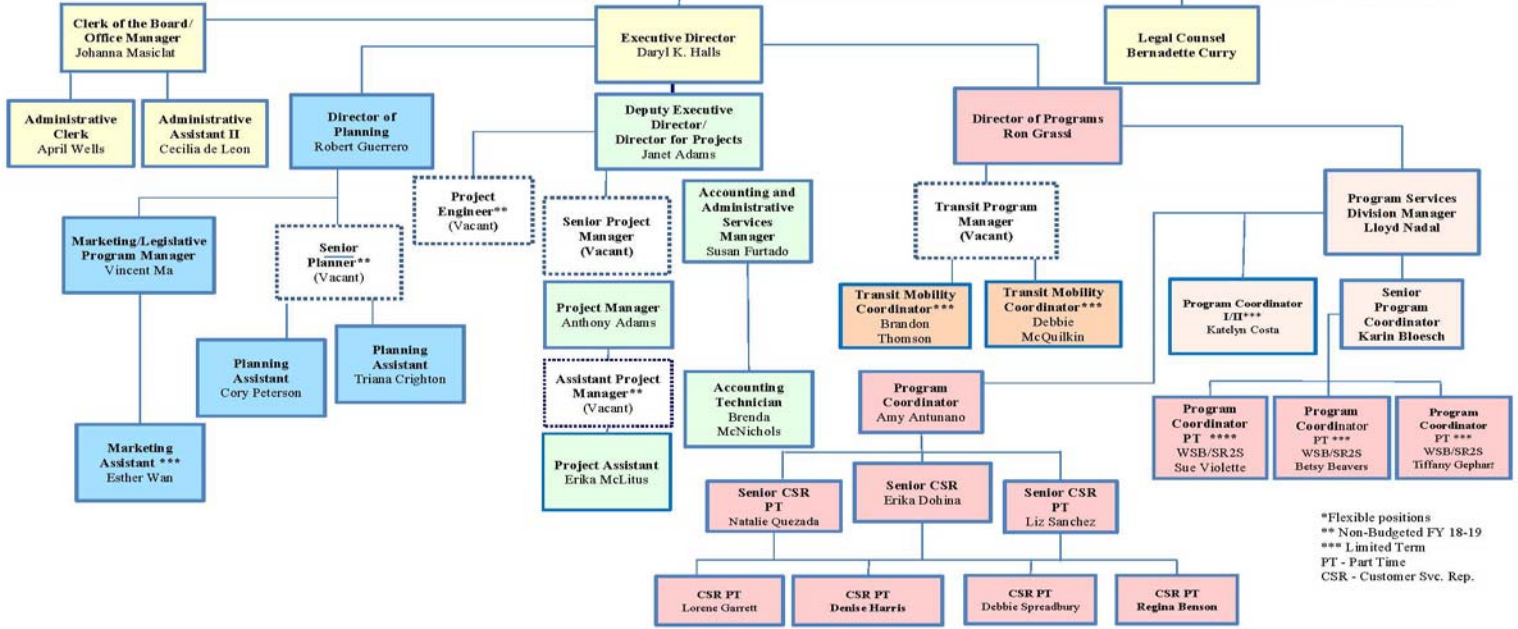 Clerk of the Board/
Office Manager
Johanna Masiclat
Executive Director
Daryl K. Halls
Legal Counsel
Bernadette Curry
Administrative
Clerk
April Wells
Administrative
Assistant II
Cecilia de Leon
Director of
Planning
Robert Guerrero
Deputy Executive
Director/
Director for Projects
Janet Adams
Director of Programs
Ron Grassi
Marketing/Legislative
Program Manager
Vincent Ma
Senior
Planner**
(Vacant)
Project
Engineer**
(Vacant)
Senior Project
Manager
(Vacant)
Accounting and
Administrative
Services
Manager
Susan Furtado
Transit Program
Manager
(Vacant)
Program Services
Division Manager
Lloyd Nadal
Project Manager
Anthony Adams
Transit Mobility
Coordinator***
Brandon
Thomson
Transit Mobility
Coordinator***
Debbie
McQuilkin
Program Coordinator
I/II***
Katelyn Costa
Senior
Program
Coordinator
Karin Bloesch
Planning
Assistant
Cory Peterson
Planning
Assistant
Triana Crighton
Assistant Project
Manager**
(Vacant)
Accounting
Technician
Brenda
McNichols
Program
Coordinator
Amy Antunano
Program
Coordinator
PT ****
WSB/SR2S
Sue Violette
Program
Coordinator
PT ***
WSB/SR2S
Betsy Beavers
Program
Coordinator
PT ***
WSB/SR2S
Tiffany Gephart
Marketing
Assistant ***
Esther Wan
Project Assistant
Erika McLitus
Senior CSR
PT
Natalie Quezada
Senior CSR
Erika Dohina
Senior CSR
PT
Liz Sanchez
CSR PT
Lorene Garrett
CSR PT
Denise Harris
CSR PT
Debbie Spreadbury
CSR PT
Regina Benson
*Flexible positions
** Non-Budgeted FY 18-19
*** Limited Term
PT - Part Time
CSR - Customer Svc. Rep.